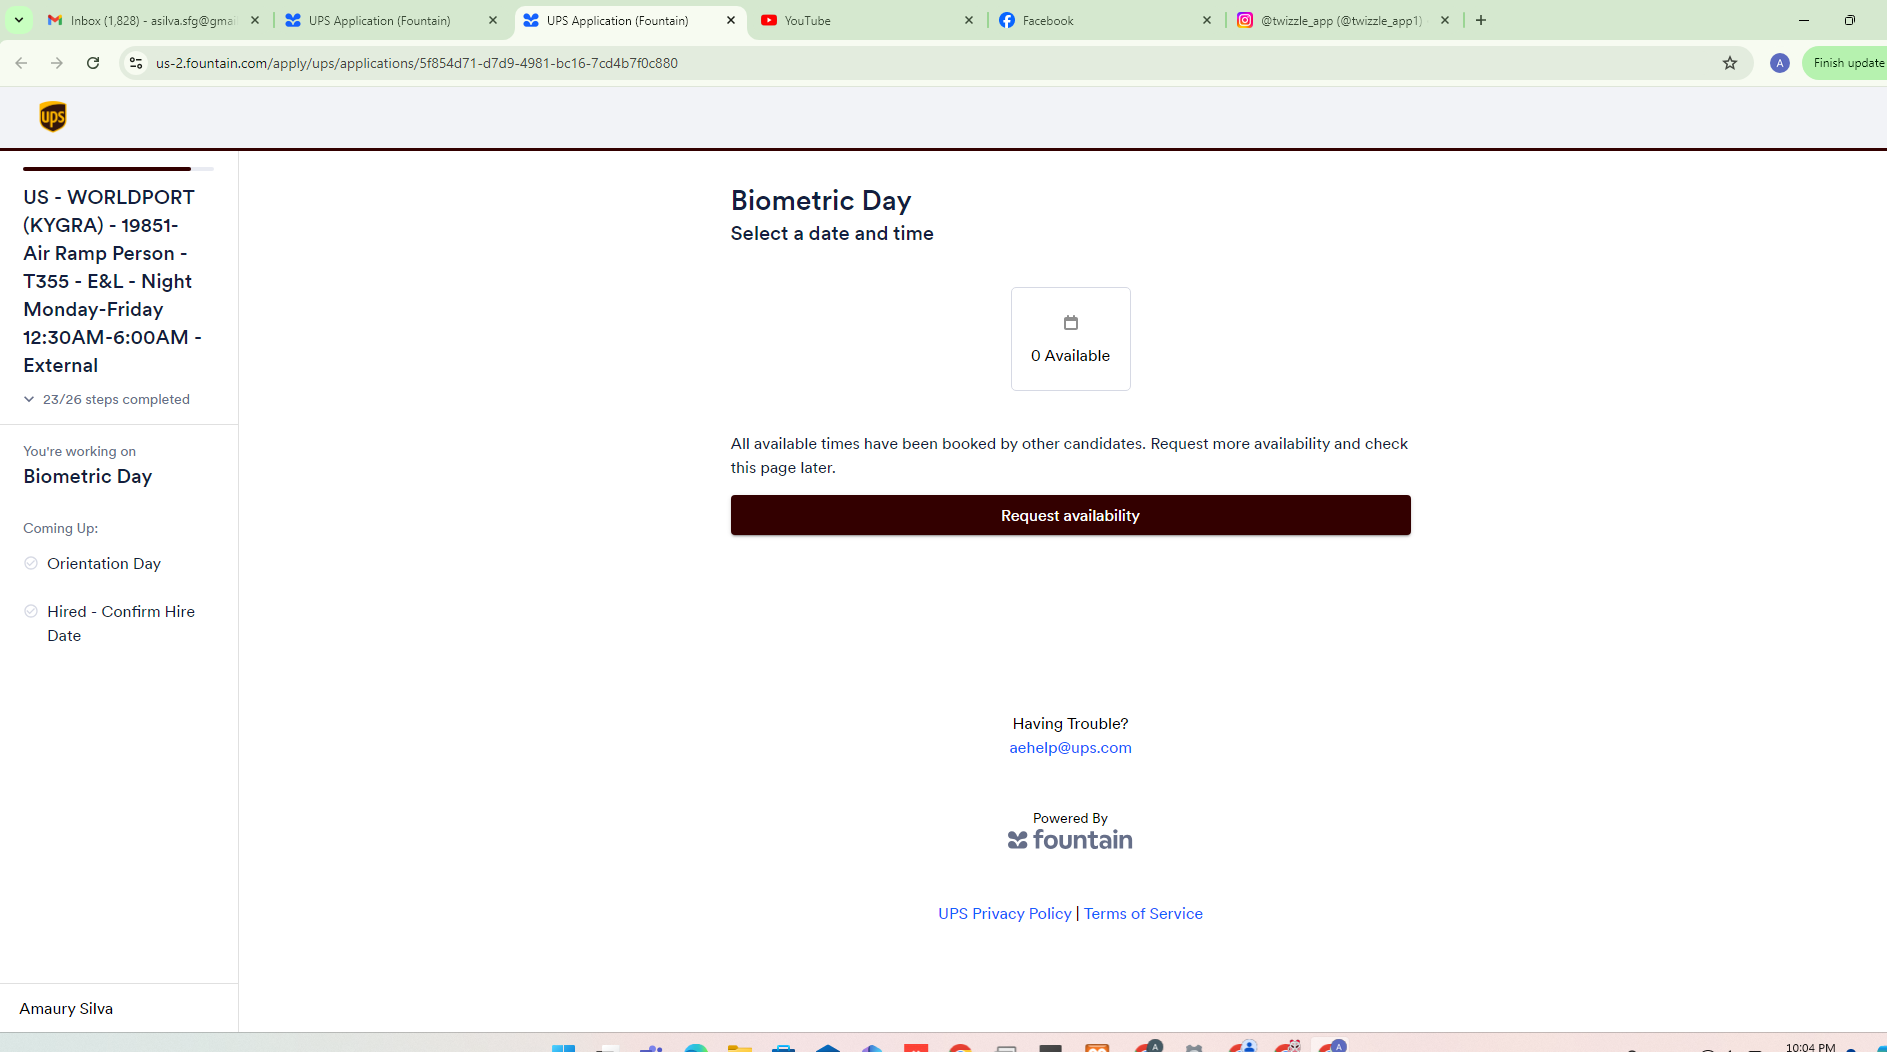 Inbox (1,828) - asilva.sfg@gmai
UPS Application (Fountain)
UPS Application (Fountain)
YouTube
Facebook
@twizzle_app (@twizzle_app1)
us-2.fountain.com/apply/ups/applications/5f854d71-d7d9-4981-bc16-7cd4b7f0c880
A
Finish update
ups
US - WORLDPORT
(KYGRA) - 19851-
Air Ramp Person -
T355 - E&L - Night
Monday-Friday
12:30AM-6:00AM -
External
23/26 steps completed
You're working on
Biometric Day
Coming Up:
Orientation Day
Hired - Confirm Hire
Date
Amaury Silva
Biometric Day
Select a date and time
0 Available
All available times have been booked by other candidates. Request more availability and check
this page later.
Request availability
Having Trouble?
aehelp@ups.com
Powered By
fountain
UPS Privacy Policy | Terms of Service
A
A
10:04 PM